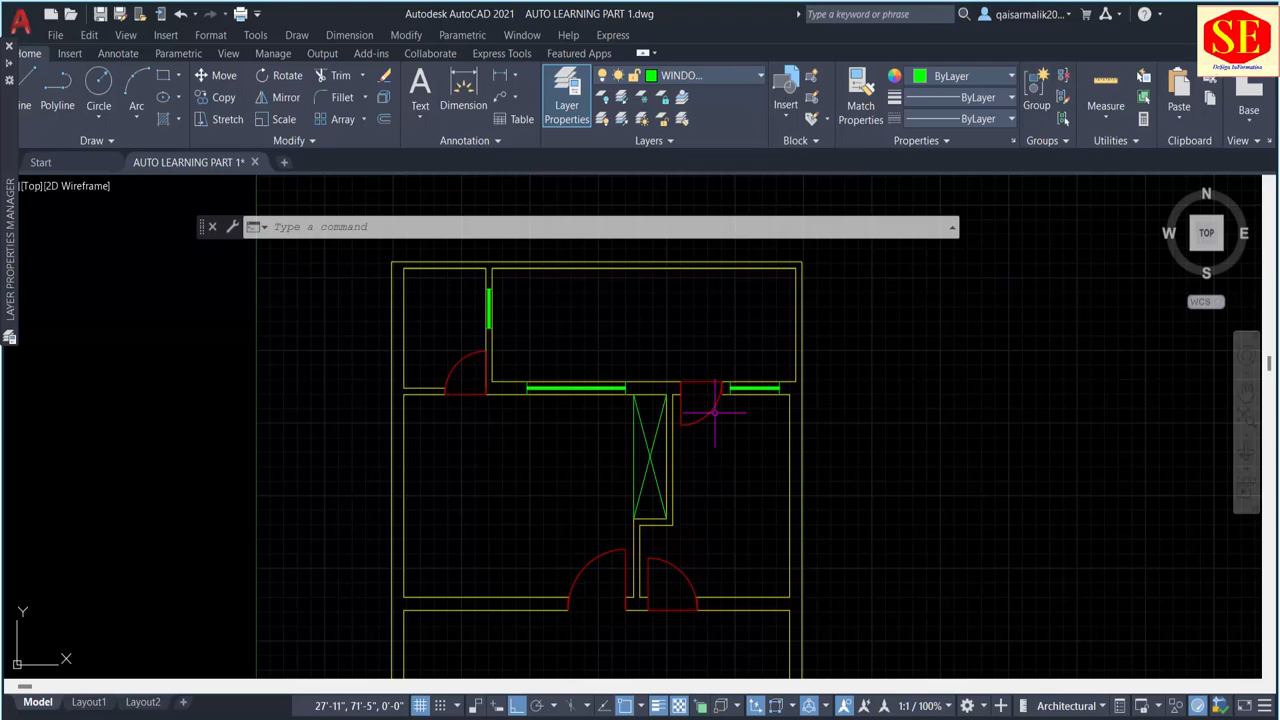 Autodesk AutoCAD 2021 AUTO LEARNING PART 1.dwg
Type a keyword or phrase
qaisarmalik20...
SE
DeSign InFormation
File Edit View Insert Format Tools Draw Dimension Modify Parametric Window Help Express
Home Insert Annotate Parametric View Manage Output Add-ins Collaborate Express Tools Featured Apps
Polyline Circle Arc
Move Rotate Trim
Copy Mirror Fillet
Stretch Scale Array
Text Dimension Table
Layer
Properties
WINDO...
Insert
Match
Properties
ByLayer
ByLayer
ByLayer
Group Measure Paste Base
Draw Modify Annotation Layers Block Properties Groups Utilities Clipboard View
Start AUTO LEARNING PART 1*
[Top][2D Wireframe]
LAYER PROPERTIES MANAGER
Type a command
N
W TOP E
S
WCS
Y
X
Model Layout1 Layout2
27'-11", 71'-5", 0'-0"
1:1 / 100%
Architectural